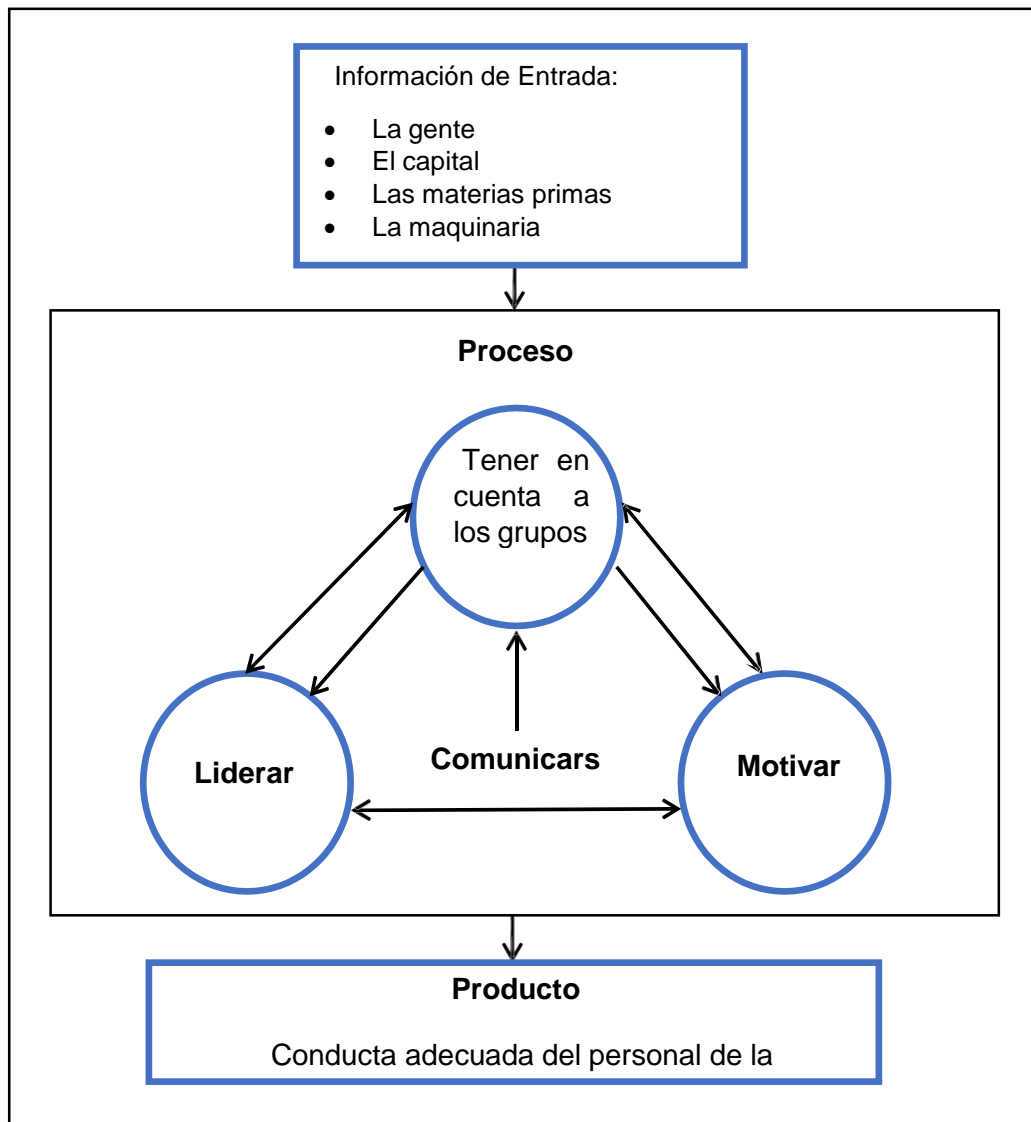 Información de Entrada:
• La gente
• El capital
• Las materias primas
• La maquinaria
Proceso
Tener en
cuenta a
los grupos
Liderar
Comunicars
Motivar
Producto
Conducta adecuada del personal de la